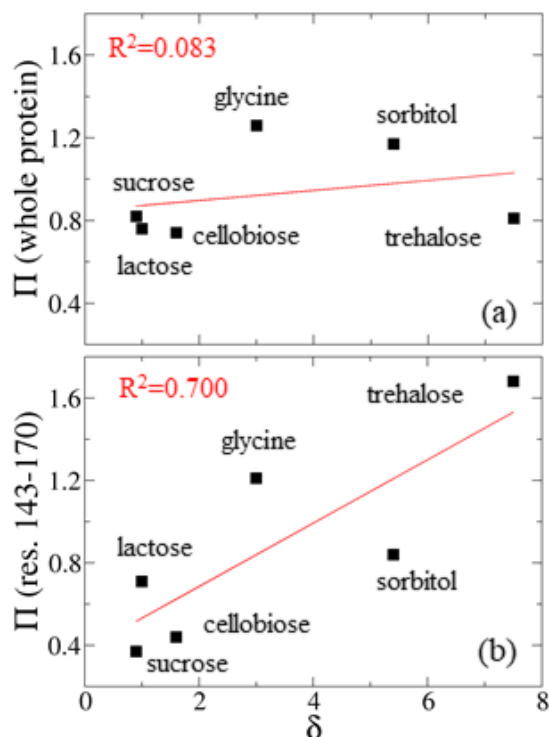 R²=0.083
1.6
1.2
0.8
0.4
Π (whole protein)
glycine
sorbitol
sucrose
lactose
cellobiose
trehalose
(a)
R²=0.700
1.6
1.2
0.8
0.4
Π (res. 143-170)
trehalose
glycine
lactose
sorbitol
cellobiose
sucrose
(b)
0 2 4 6 8
δ